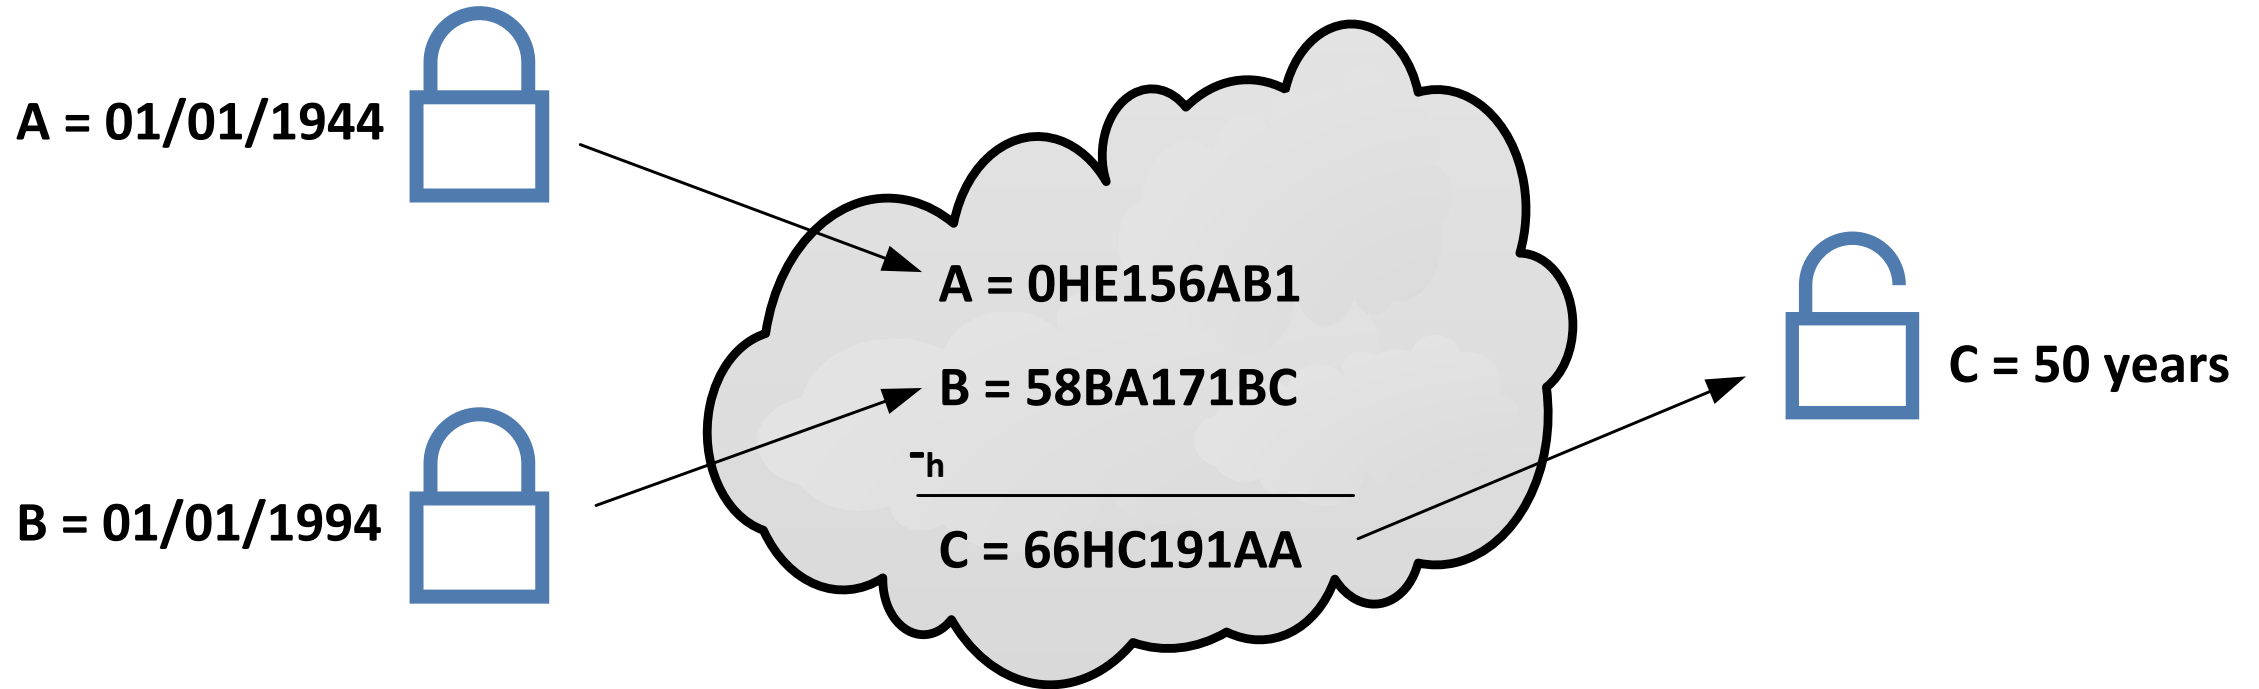 A = 01/01/1944
B = 01/01/1994
A = 0HE156AB1
B = 58BA171BC
-h
C = 66HC191AA
C = 50 years